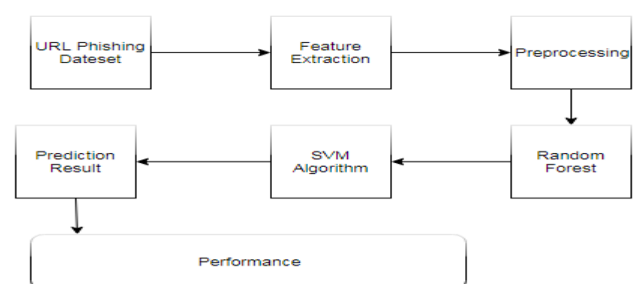 URL Phishing
Dateset
Feature
Extraction
Preprocessing
Prediction
Result
SVM
Algorithm
Random
Forest
Performance